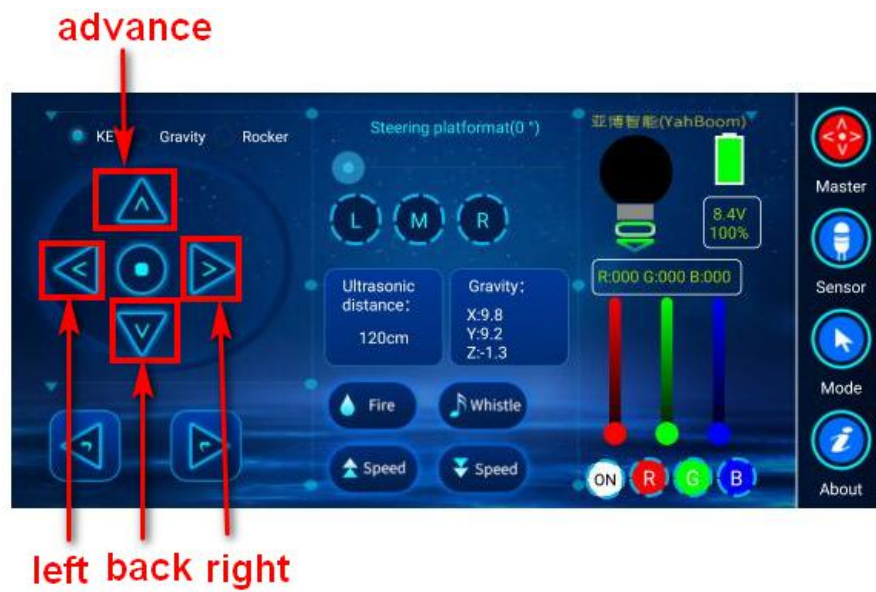 advance
KE
Gravity
Rocker
Steering platformat(0 °)
亚博智能(YahBoom)
L
M
R
8.4V
100%
R:000 G:000 B:000
Ultrasonic
distance:
120cm
Gravity:
X:9.8
Y:9.2
Z:-1.3
Fire
Whistle
Speed
Speed
ON
R
G
B
Master
Sensor
Mode
About
left
back
right